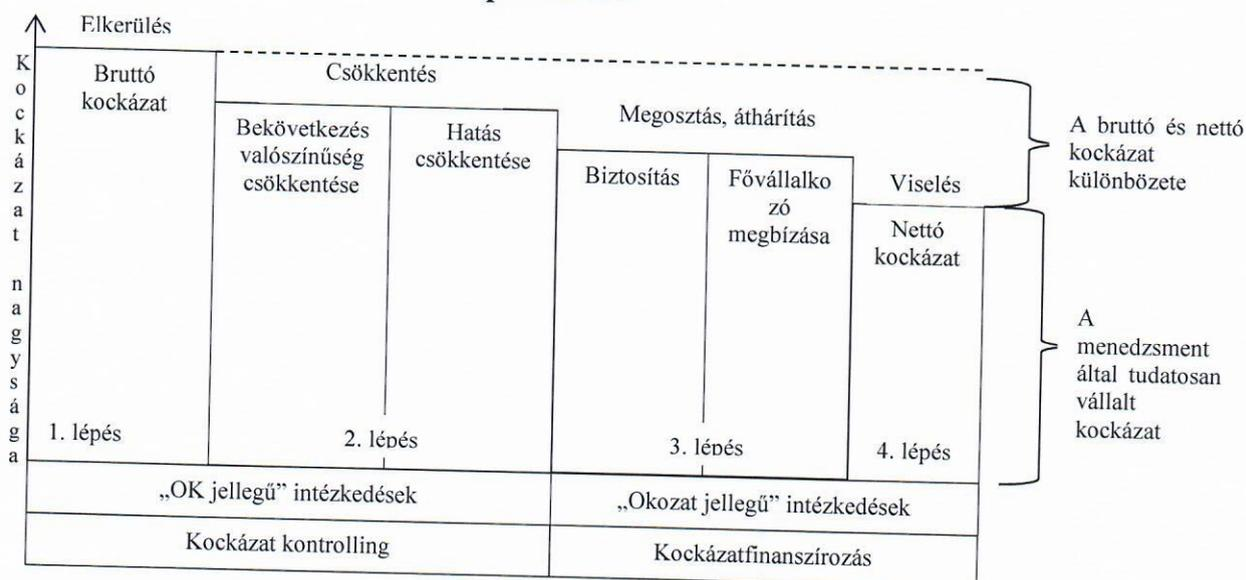 Elkerülés
Kockázat nagysága
Bruttó
kockázat
Csökkentés
Bekövetkezés
valószínűség
csökkentése
Hatás
csökkentése
Megosztás, áthárítás
Biztosítás
Fővállalko
zó
megbízása
Viselés
Nettó
kockázat
A bruttó és nettó
kockázat
különbözete
A
menedzsment
által tudatosan
vállalt
kockázat
1. lépés
2. lépés
3. lépés
4. lépés
„OK jellegű” intézkedések
„Okozat jellegű” intézkedések
Kockázat kontrolling
Kockázatfinanszírozás